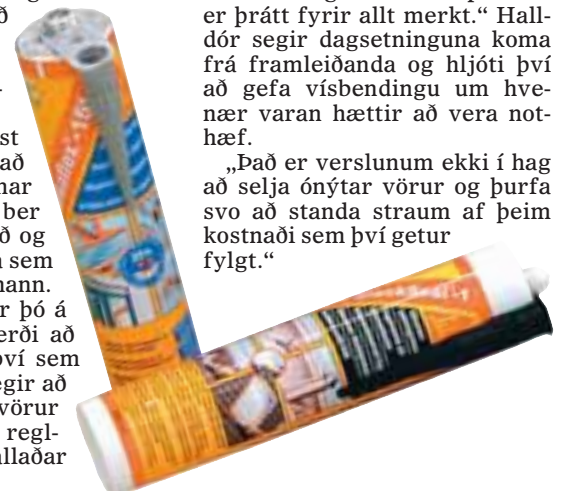 ð
-
st
að
nar
ber
ð og
sem
mann.
r þó á
erði að
því sem
egir að
vörur
regl-
llaðar
er þrátt fyrir allt merkt.“ Hall-
dór segir dagsetninguna koma
frá framleiðanda og hljóti því
að gefa vísbendingu um hve-
nær varan hættir að vera not-
hæf.
„Það er verslunum ekki í hag
að selja ónýtar vörur og þurfa
svo að standa straum af þeim
kostnaði sem því getur
fylgt.“